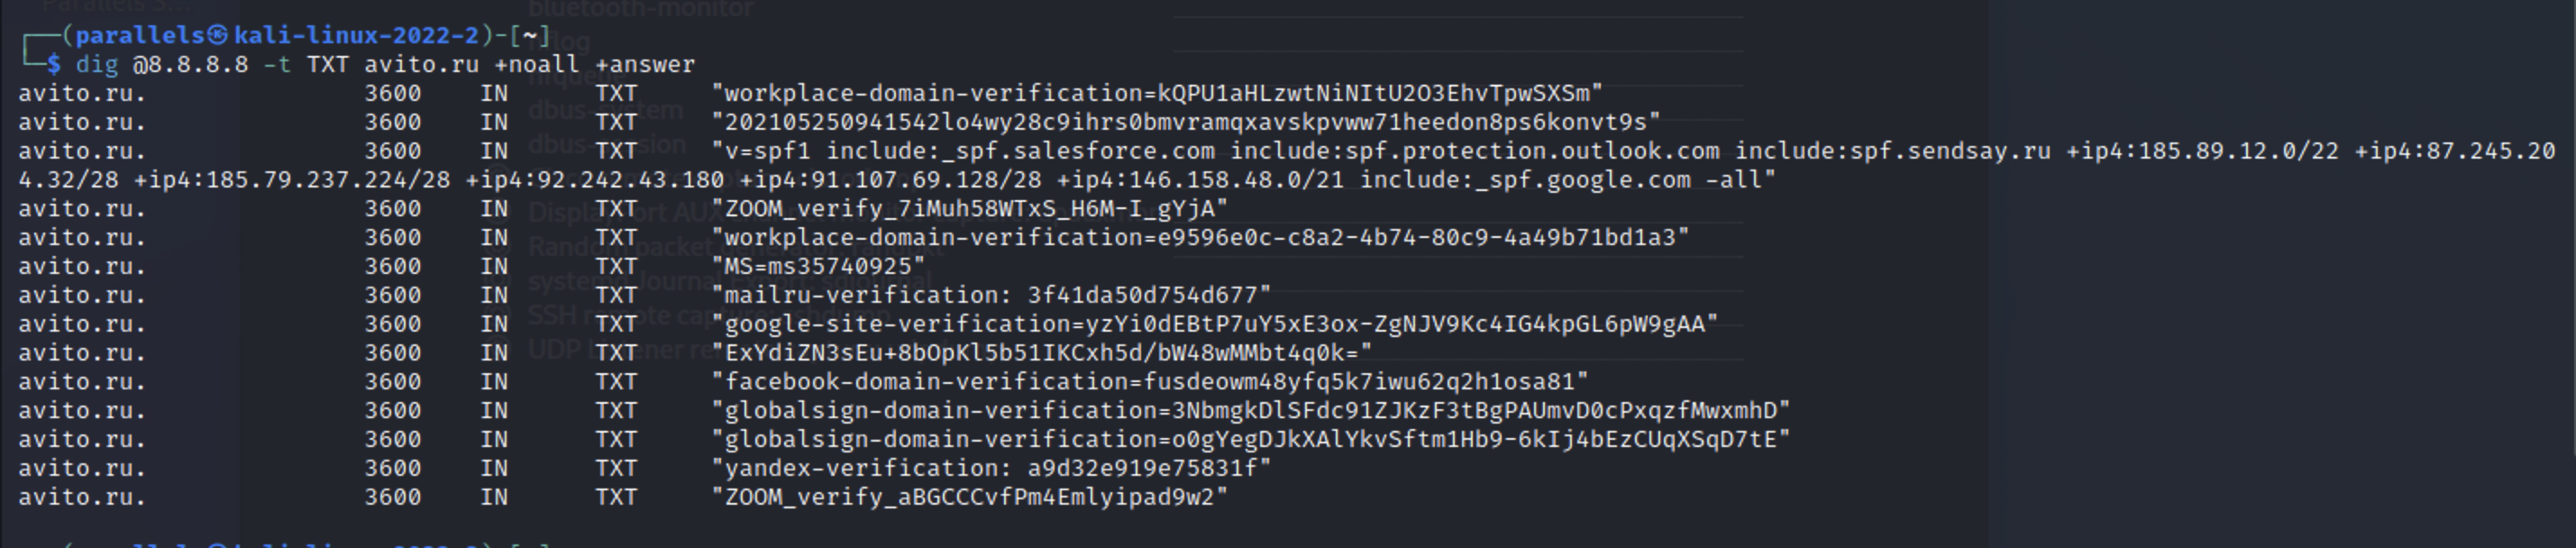 Parallels S...
bluetooth-monitor
┌──(parallels㉿kali-linux-2022-2)-[~]
└─$ dig @8.8.8.8 -t TXT avito.ru +noall +answer
avito.ru. 3600 IN TXT "workplace-domain-verification=kQPU1aHLzwtNiNItU2O3EhvTpwSXSm"
avito.ru. 3600 IN TXT "202105250941542lo4wy28c9ihrs0bmvramqxavskpvww71heedon8ps6konvt9s"
avito.ru. 3600 IN TXT "v=spf1 include:_spf.salesforce.com include:spf.protection.outlook.com include:spf.sendsay.ru +ip4:185.89.12.0/22 +ip4:87.245.20
4.32/28 +ip4:185.79.237.224/28 +ip4:92.242.43.180 +ip4:91.107.69.128/28 +ip4:146.158.48.0/21 include:_spf.google.com -all"
avito.ru. 3600 IN TXT "ZOOM_verify_7iMuh58WTxS_H6M-I_gYjA"
avito.ru. 3600 IN TXT "workplace-domain-verification=e9596e0c-c8a2-4b74-80c9-4a49b71bd1a3"
avito.ru. 3600 IN TXT "MS=ms35740925"
avito.ru. 3600 IN TXT "mailru-verification: 3f41da50d754d677"
avito.ru. 3600 IN TXT "google-site-verification=yzYi0dEBtP7uY5xE3ox-ZgNJV9Kc4IG4kpGL6pW9gAA"
avito.ru. 3600 IN TXT "ExYdiZN3sEu+8bOpKl5b51IKCxh5d/bW48wMMbt4q0k="
avito.ru. 3600 IN TXT "facebook-domain-verification=fusdeowm48yfq5k7iwu62q2h1osa81"
avito.ru. 3600 IN TXT "globalsign-domain-verification=3NbmgkDlSFdc91ZJKzF3tBgPAUmvD0cPxqzfMwxmhD"
avito.ru. 3600 IN TXT "globalsign-domain-verification=o0gYegDJkXAlYkvSftm1Hb9-6kIj4bEzCUqXSqD7tE"
avito.ru. 3600 IN TXT "yandex-verification: a9d32e919e75831f"
avito.ru. 3600 IN TXT "ZOOM_verify_aBGCCCvfPm4Emlyipad9w2"